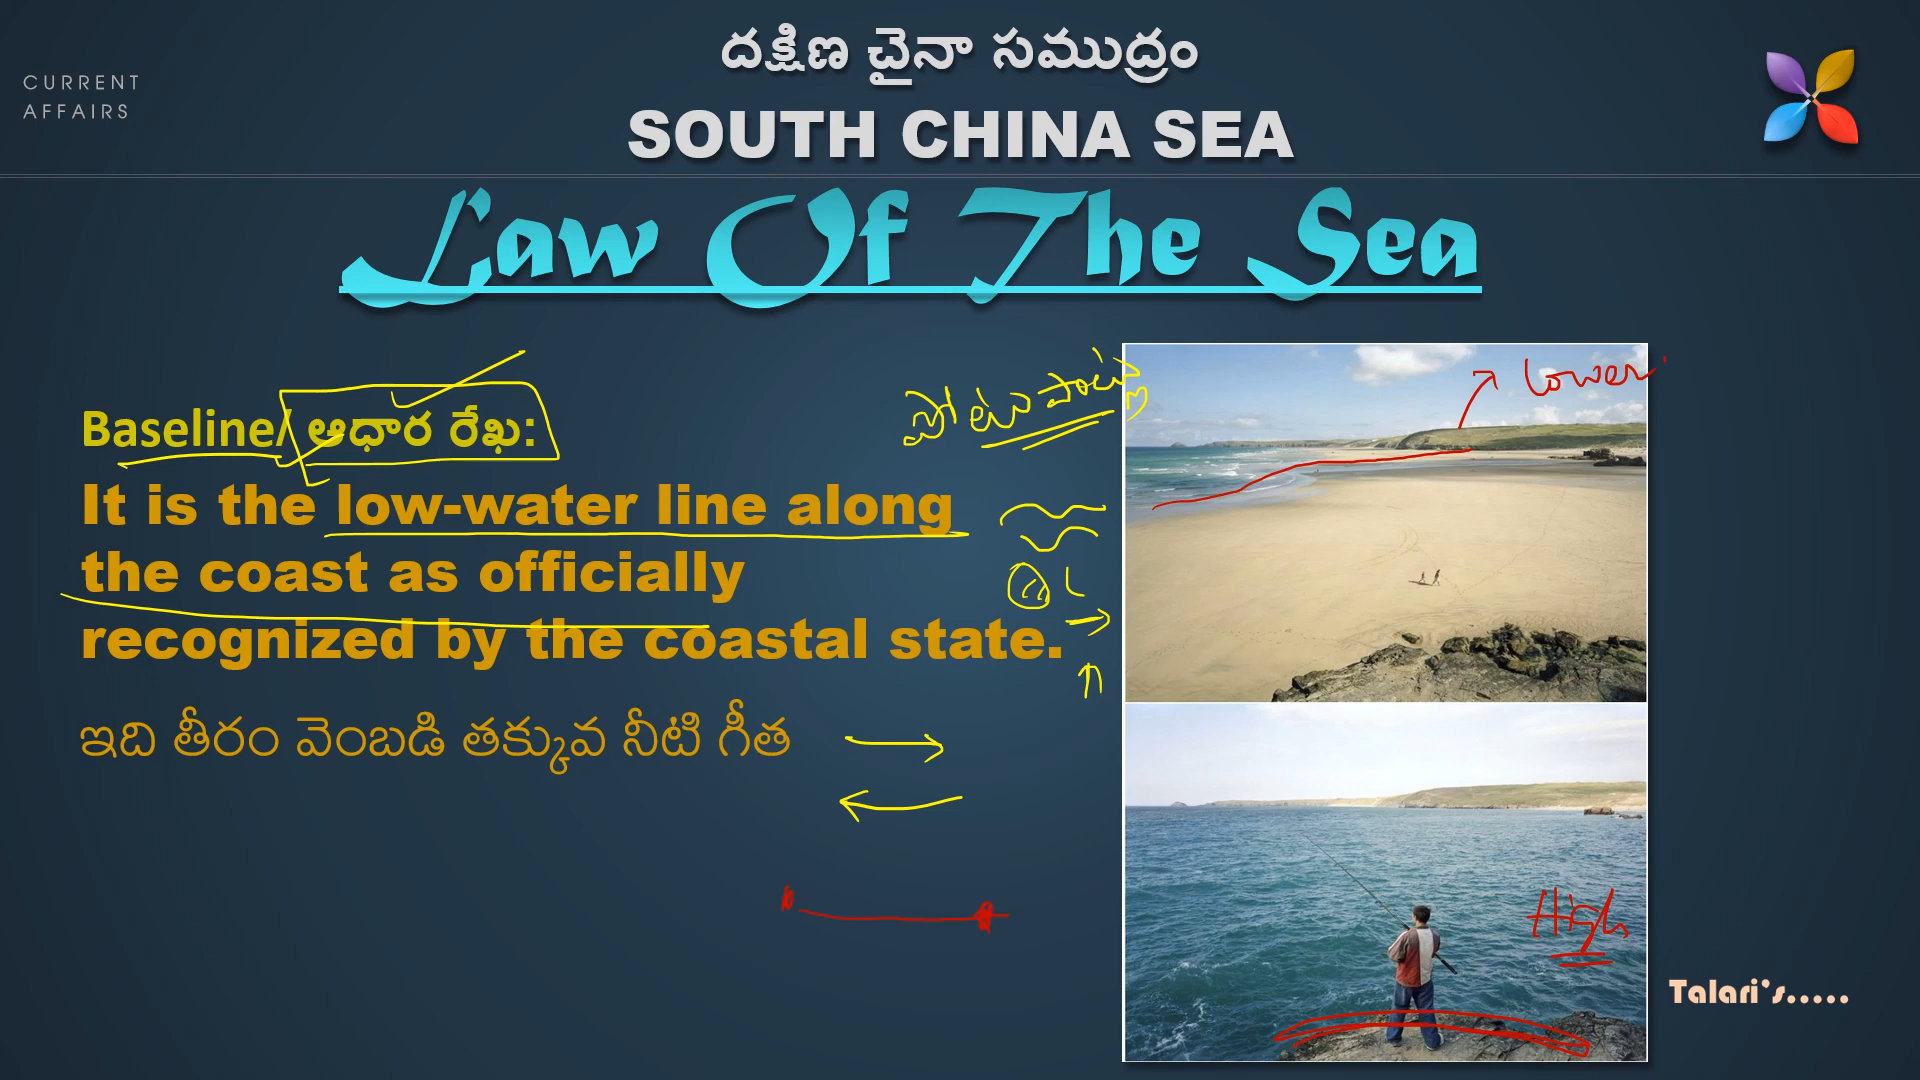 దక్షిణ చైనా సముద్రం
CURRENT
AFFAIRS
SOUTH CHINA SEA
Law Of The Sea
Baseline/ ఆధార రేఖ:
It is the low-water line along
the coast as officially
recognized by the coastal state.
ఇది తీరం వెంబడి తక్కువ నీటి గీత
Lower
High
Talari's.....